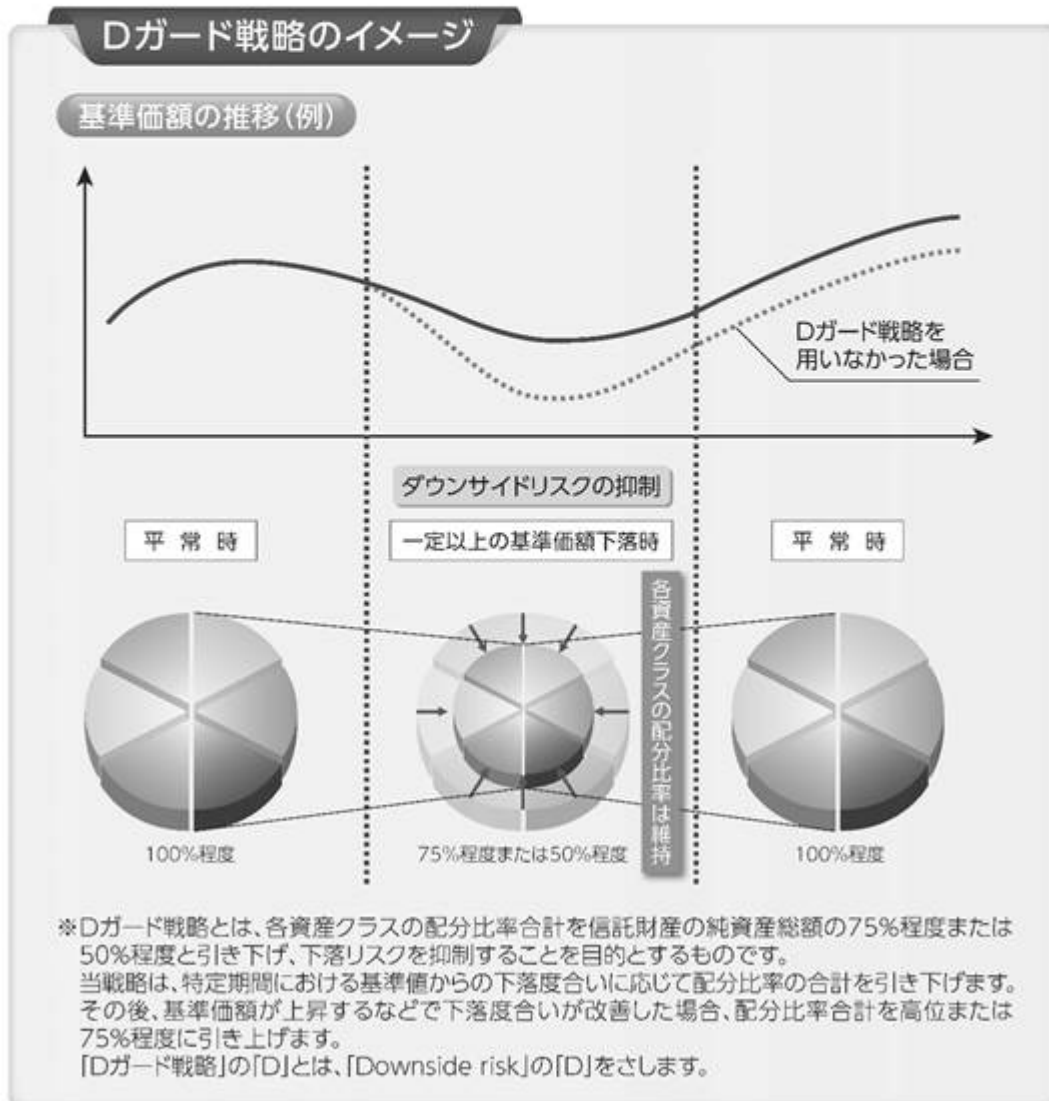 Dガード戦略のイメージ
基準価額の推移(例)
Dガード戦略を
用いなかった場合
ダウンサイドリスクの抑制
平常時
一定以上の基準価額下落時
平常時
各資産クラスの配分比率は維持
100%程度
75%程度または50%程度
100%程度
※Dガード戦略とは、各資産クラスの配分比率合計を信託財産の純資産総額の75%程度または
50%程度と引き下げ、下落リスクを抑制することを目的とするものです。
当戦略は、特定期間における基準値からの下落度合いに応じて配分比率の合計を引き下げます。
その後、基準価額が上昇するなどで下落度合いが改善した場合、配分比率合計を高位または
75%程度に引き上げます。
「Dガード戦略」の「D」とは、「Downside risk」の「D」をさします。